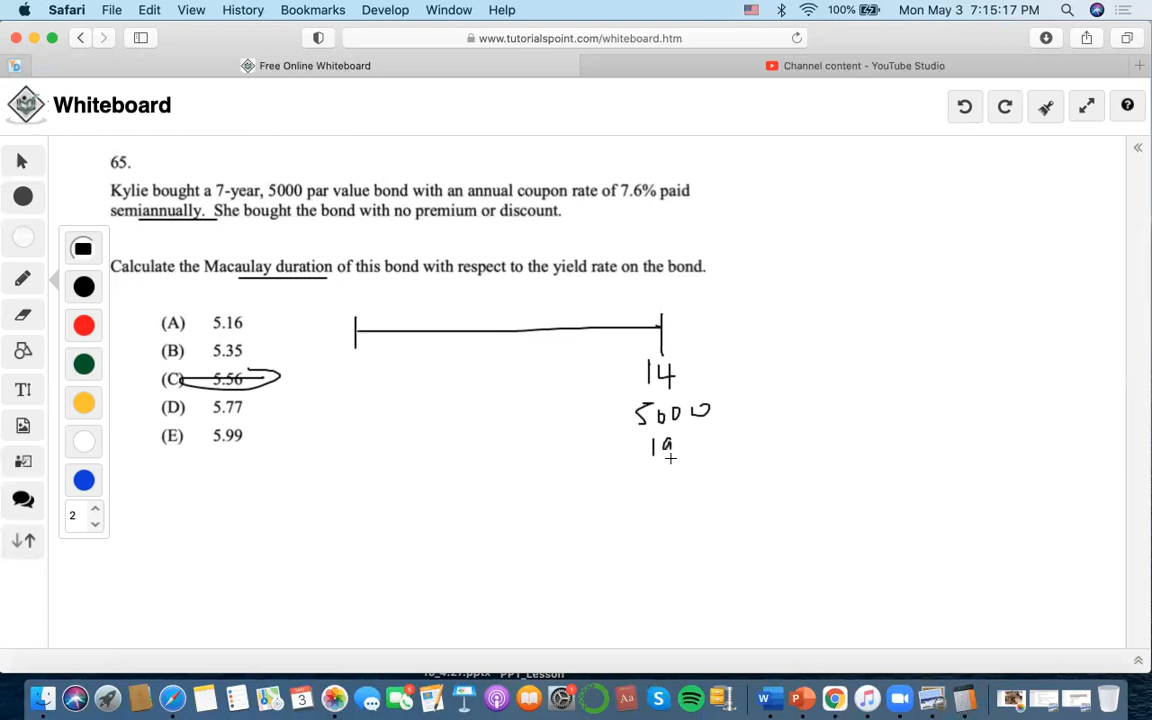 Safari File Edit View History Bookmarks Develop Window Help 100% Mon May 3 7:15:17 PM
www.tutorialspoint.com/whiteboard.htm
Free Online Whiteboard Channel content - YouTube Studio
Whiteboard
65.
Kylie bought a 7-year, 5000 par value bond with an annual coupon rate of 7.6% paid
semiannually. She bought the bond with no premium or discount.
Calculate the Macaulay duration of this bond with respect to the yield rate on the bond.
(A) 5.16
(B) 5.35
(C) 5.56
(D) 5.77
(E) 5.99
14
5000
19
2